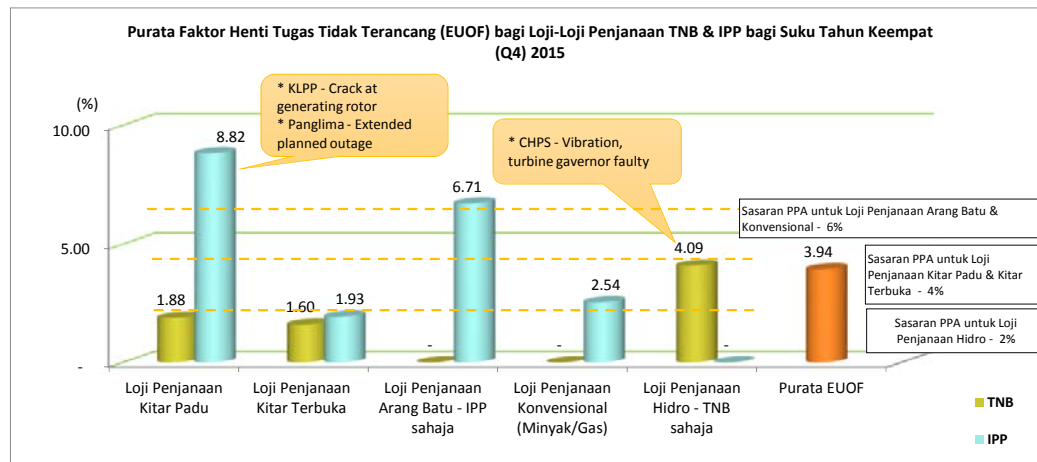 Purata Faktor Henti Tugas Tidak Terancang (EUOF) bagi Loji-Loji Penjanaan TNB & IPP bagi Suku Tahun Keempat
(Q4) 2015
* KLPP - Crack at
generating rotor
* Panglima - Extended
planned outage
* CHPS - Vibration,
turbine gavernor faulty
(%)
10.00
5.00
-
8.82
6.71
4.09
3.94
2.54
1.88
1.60
1.93
-
-
-
Sasaran PPA untuk Loji Penjanaan Arang Batu &
Konvensional - 6%
Sasaran PPA untuk Loji
Penjanaan Kitar Padu & Kitar
Terbuka - 4%
Sasaran PPA untuk Loji
Penjanaan Hidro - 2%
Loji Penjanaan
Kitar Padu
Loji Penjanaan
Kitar Terbuka
Loji Penjanaan
Arang Batu - IPP
sahaja
Loji Penjanaan
Konvensional
(Minyak/Gas)
Loji Penjanaan
Hidro - TNB
sahaja
Purata EUOF
TNB
IPP